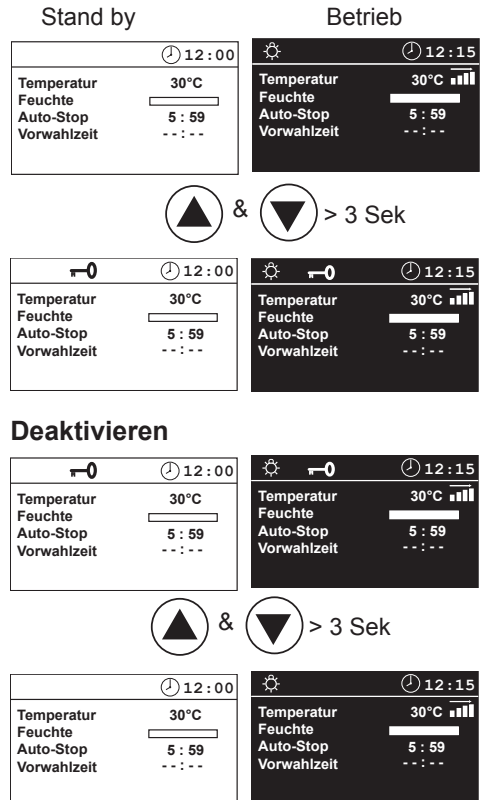 Stand by Betrieb
12:00
Temperatur 30°C
Feuchte
Auto-Stop 5 : 59
Vorwahlzeit - - : - -
12:15
Temperatur 30°C
Feuchte
Auto-Stop 5 : 59
Vorwahlzeit - - : - -
& > 3 Sek
12:00
Temperatur 30°C
Feuchte
Auto-Stop 5 : 59
Vorwahlzeit - - : - -
12:15
Temperatur 30°C
Feuchte
Auto-Stop 5 : 59
Vorwahlzeit - - : - -
Deaktivieren
12:00
Temperatur 30°C
Feuchte
Auto-Stop 5 : 59
Vorwahlzeit - - : - -
12:15
Temperatur 30°C
Feuchte
Auto-Stop 5 : 59
Vorwahlzeit - - : - -
& > 3 Sek
12:00
Temperatur 30°C
Feuchte
Auto-Stop 5 : 59
Vorwahlzeit - - : - -
12:15
Temperatur 30°C
Feuchte
Auto-Stop 5 : 59
Vorwahlzeit - - : - -